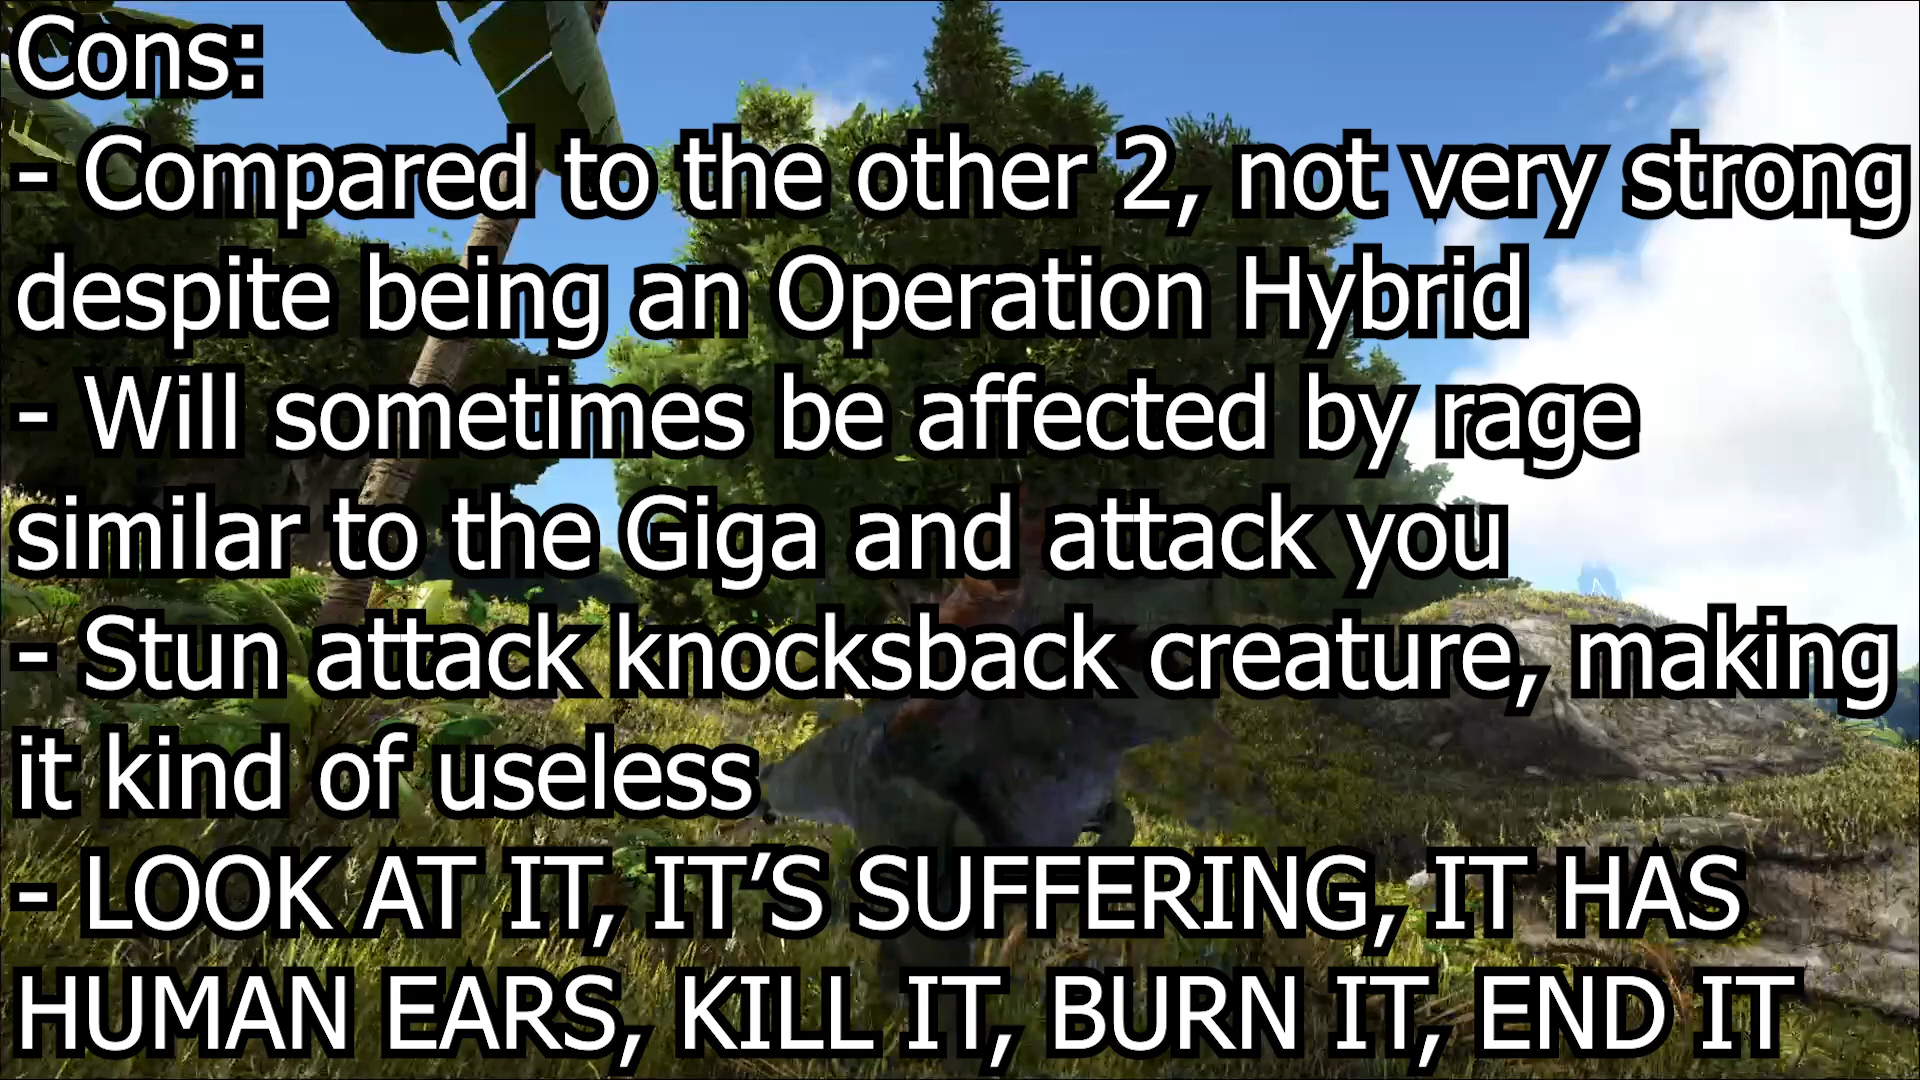 Cons:
- Compared to the other 2, not very strong
despite being an Operation Hybrid
- Will sometimes be affected by rage
similar to the Giga and attack you
- Stun attack knocksback creature, making
it kind of useless
- LOOK AT IT, IT’S SUFFERING, IT HAS
HUMAN EARS, KILL IT, BURN IT, END IT